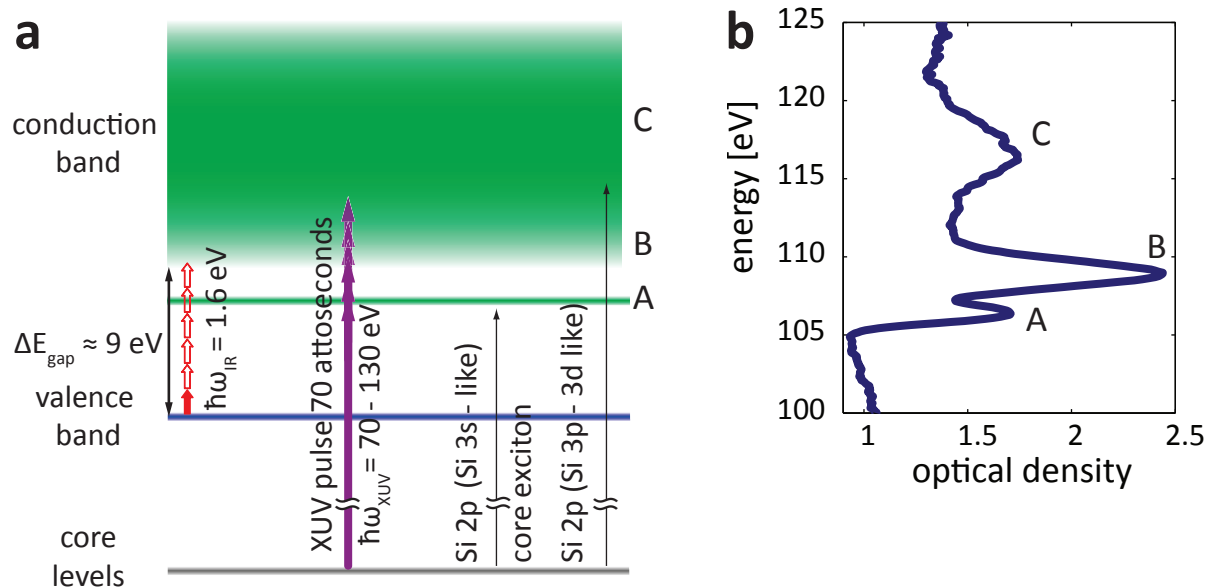 a
conduction
band
C
B
A
ΔE_gap ≈ 9 eV
ħω_IR = 1.6 eV
valence
band
XUV pulse 70 attoseconds
ħω_XUV = 70 - 130 eV
Si 2p (Si 3s - like)
core exciton
Si 2p (Si 3p - 3d like)
core
levels
b
125
120
115
110
105
100
energy [eV]
C
B
A
1
1.5
2
2.5
optical density